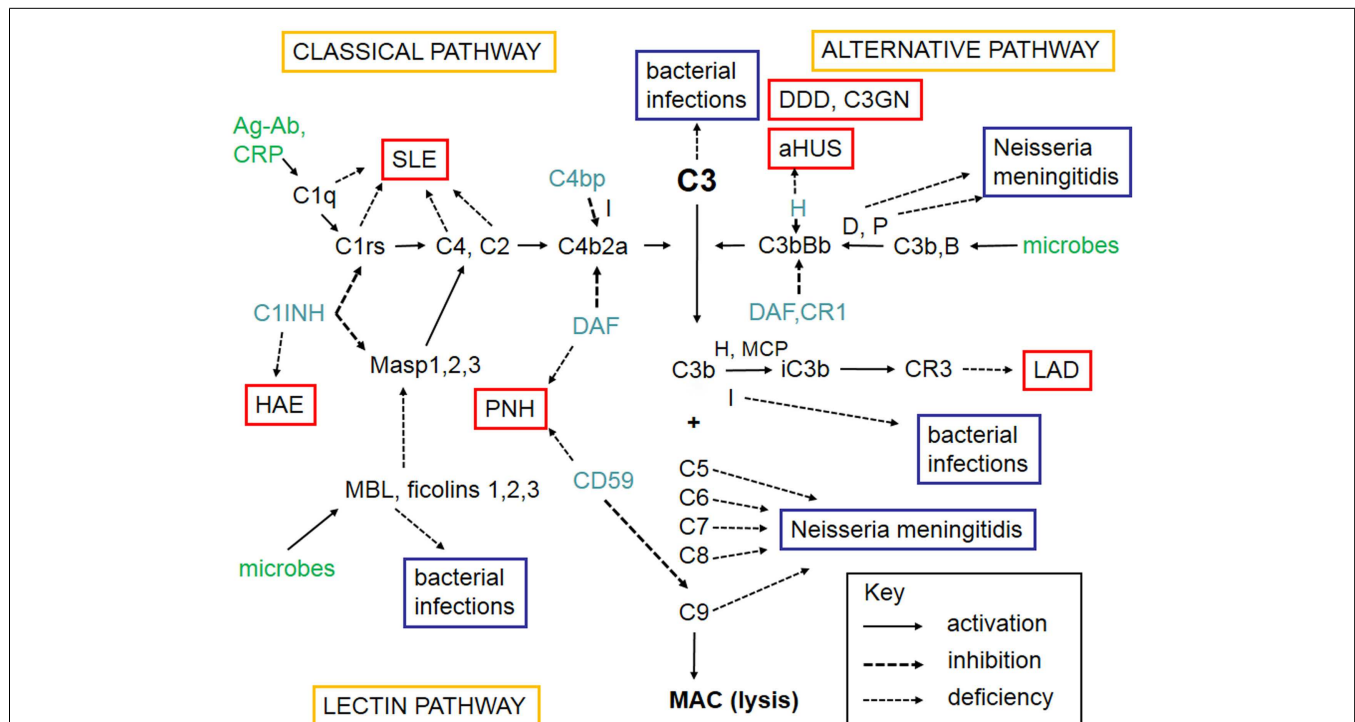 CLASSICAL PATHWAY
ALTERNATIVE PATHWAY
bacterial
infections
DDD, C3GN
Ag-Ab,
CRP
SLE
aHUS
Neisseria
meningitidis
C1q
C4bp
C3
I
H
D, P
C1rs
C4, C2
C4b2a
C3bBb
C3b,B
microbes
C1INH
DAF
DAF,CR1
Masp1,2,3
H, MCP
C3b
iC3b
CR3
LAD
I
HAE
PNH
+
bacterial
infections
C5
MBL, ficolins 1,2,3
CD59
C6
C7
Neisseria meningitidis
C8
microbes
bacterial
infections
C9
Key
activation
inhibition
deficiency
LECTIN PATHWAY
MAC (lysis)